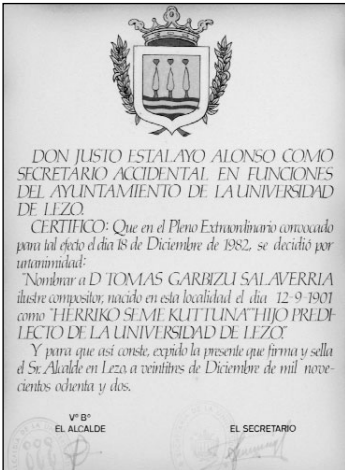 DON JUSTO ESTALAYO ALONSO COMO
SECRETARIO ACCIDENTAL EN FUNCIONES
DEL AYUNTAMIENTO DE LA UNIVERSIDAD
DE LEZO.
CERTIFICO: Que en el Pleno Extraordinario convocado
para tal efecto el dia 18 de Diciembre de 1982, se decidió por
unanimidad:
"Nombrar a D TOMAS GARBIZU SALAVERRIA
ilustre compositor, nacido en esta localidad el dia 12-9-1901
como "HERRIKO SEME KUTTUNA" HIJO PREDI-
LECTO DE LA UNIVERSIDAD DE LEZO."
Y para que así conste, expido la presente que firma y sella
el Sr. Alcalde en Lezo, a veintitres de Diciembre de mil nove-
cientos ochenta y dos.
Vº Bº
EL ALCALDE
EL SECRETARIO